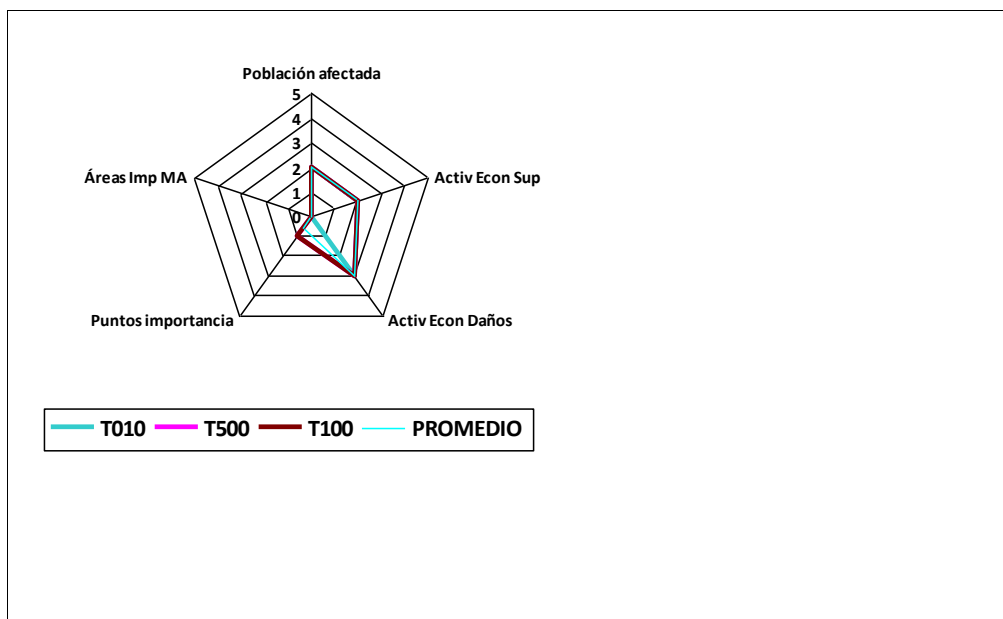 Población afectada
5
4
3
2
1
0
Áreas Imp MA
Activ Econ Sup
Puntos importancia
Activ Econ Daños
T010 T500 T100 PROMEDIO